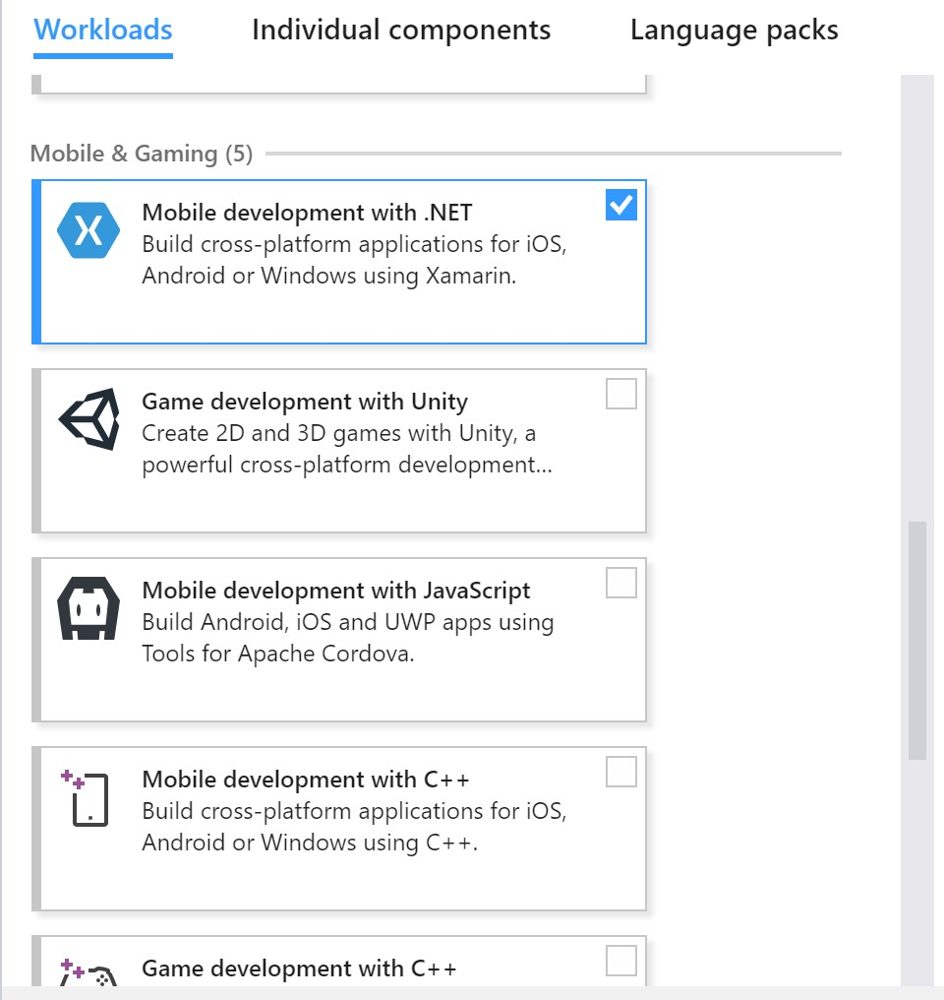 Workloads Individual components Language packs
Mobile & Gaming (5)
Mobile development with .NET
Build cross-platform applications for iOS,
Android or Windows using Xamarin.
Game development with Unity
Create 2D and 3D games with Unity, a
powerful cross-platform development...
Mobile development with JavaScript
Build Android, iOS and UWP apps using
Tools for Apache Cordova.
Mobile development with C++
Build cross-platform applications for iOS,
Android or Windows using C++.
Game development with C++